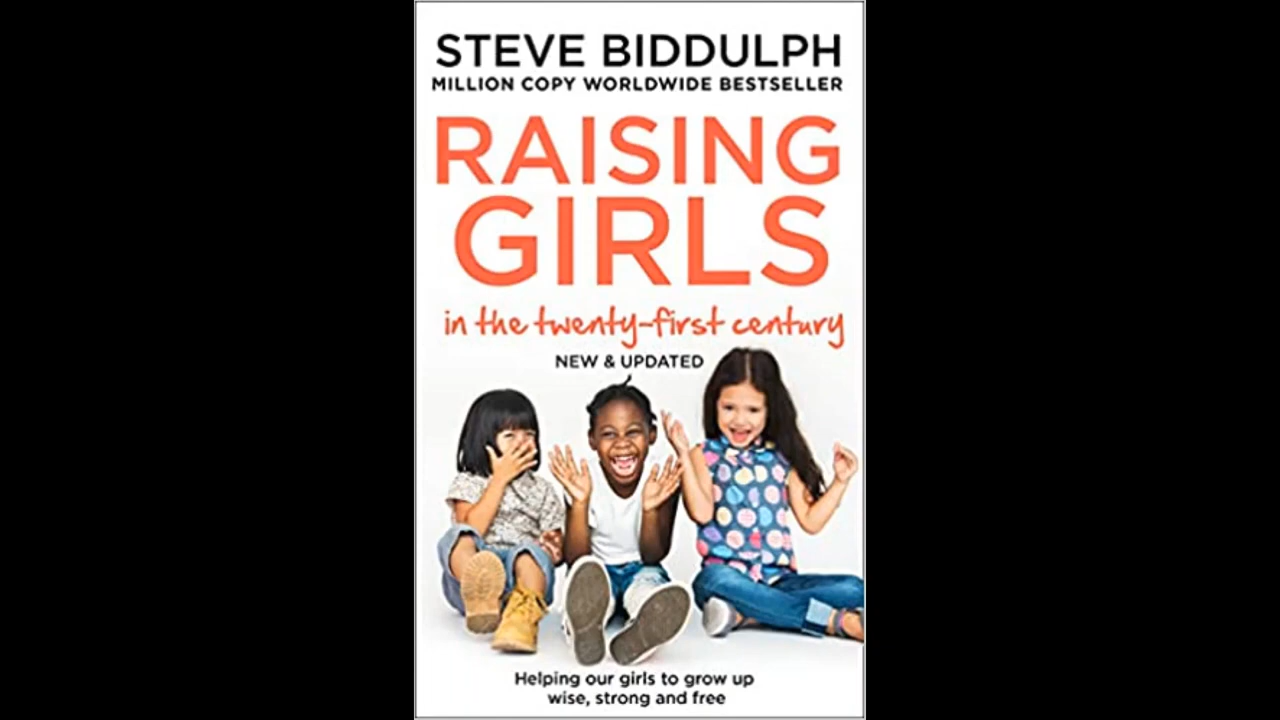 STEVE BIDDULPH
MILLION COPY WORLDWIDE BESTSELLER
RAISING
GIRLS
in the twenty-first century
NEW & UPDATED
Helping our girls to grow up
wise, strong and free